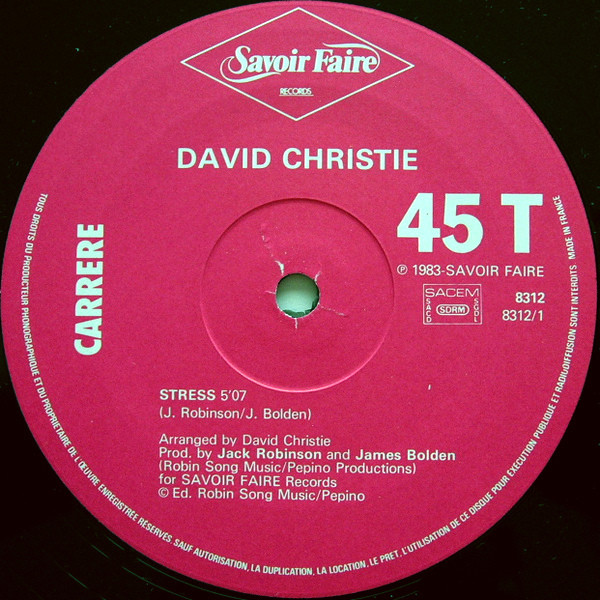 Savoir Faire
RECORDS
DAVID CHRISTIE
45 T
℗ 1983-SAVOIR FAIRE
SACEM
SACD
SDRM
SCDL
8312
8312/1
CARRERE
STRESS 5'07
(J. Robinson/J. Bolden)
Arranged by David Christie
Prod. by Jack Robinson and James Bolden
(Robin Song Music/Pepino Productions)
for SAVOIR FAIRE Records
© Ed. Robin Song Music/Pepino
TOUS DROITS DU PRODUCTEUR PHONOGRAPHIQUE ET DU PROPRIETAIRE DE L'ŒUVRE ENREGISTREE RESERVES. SAUF AUTORISATION, LA DUPLICATION, LA LOCATION, LE PRET, L'UTILISATION DE CE DISQUE POUR EXECUTION PUBLIQUE ET RADIODIFFUSION SONT INTERDITS MADE IN FRANCE